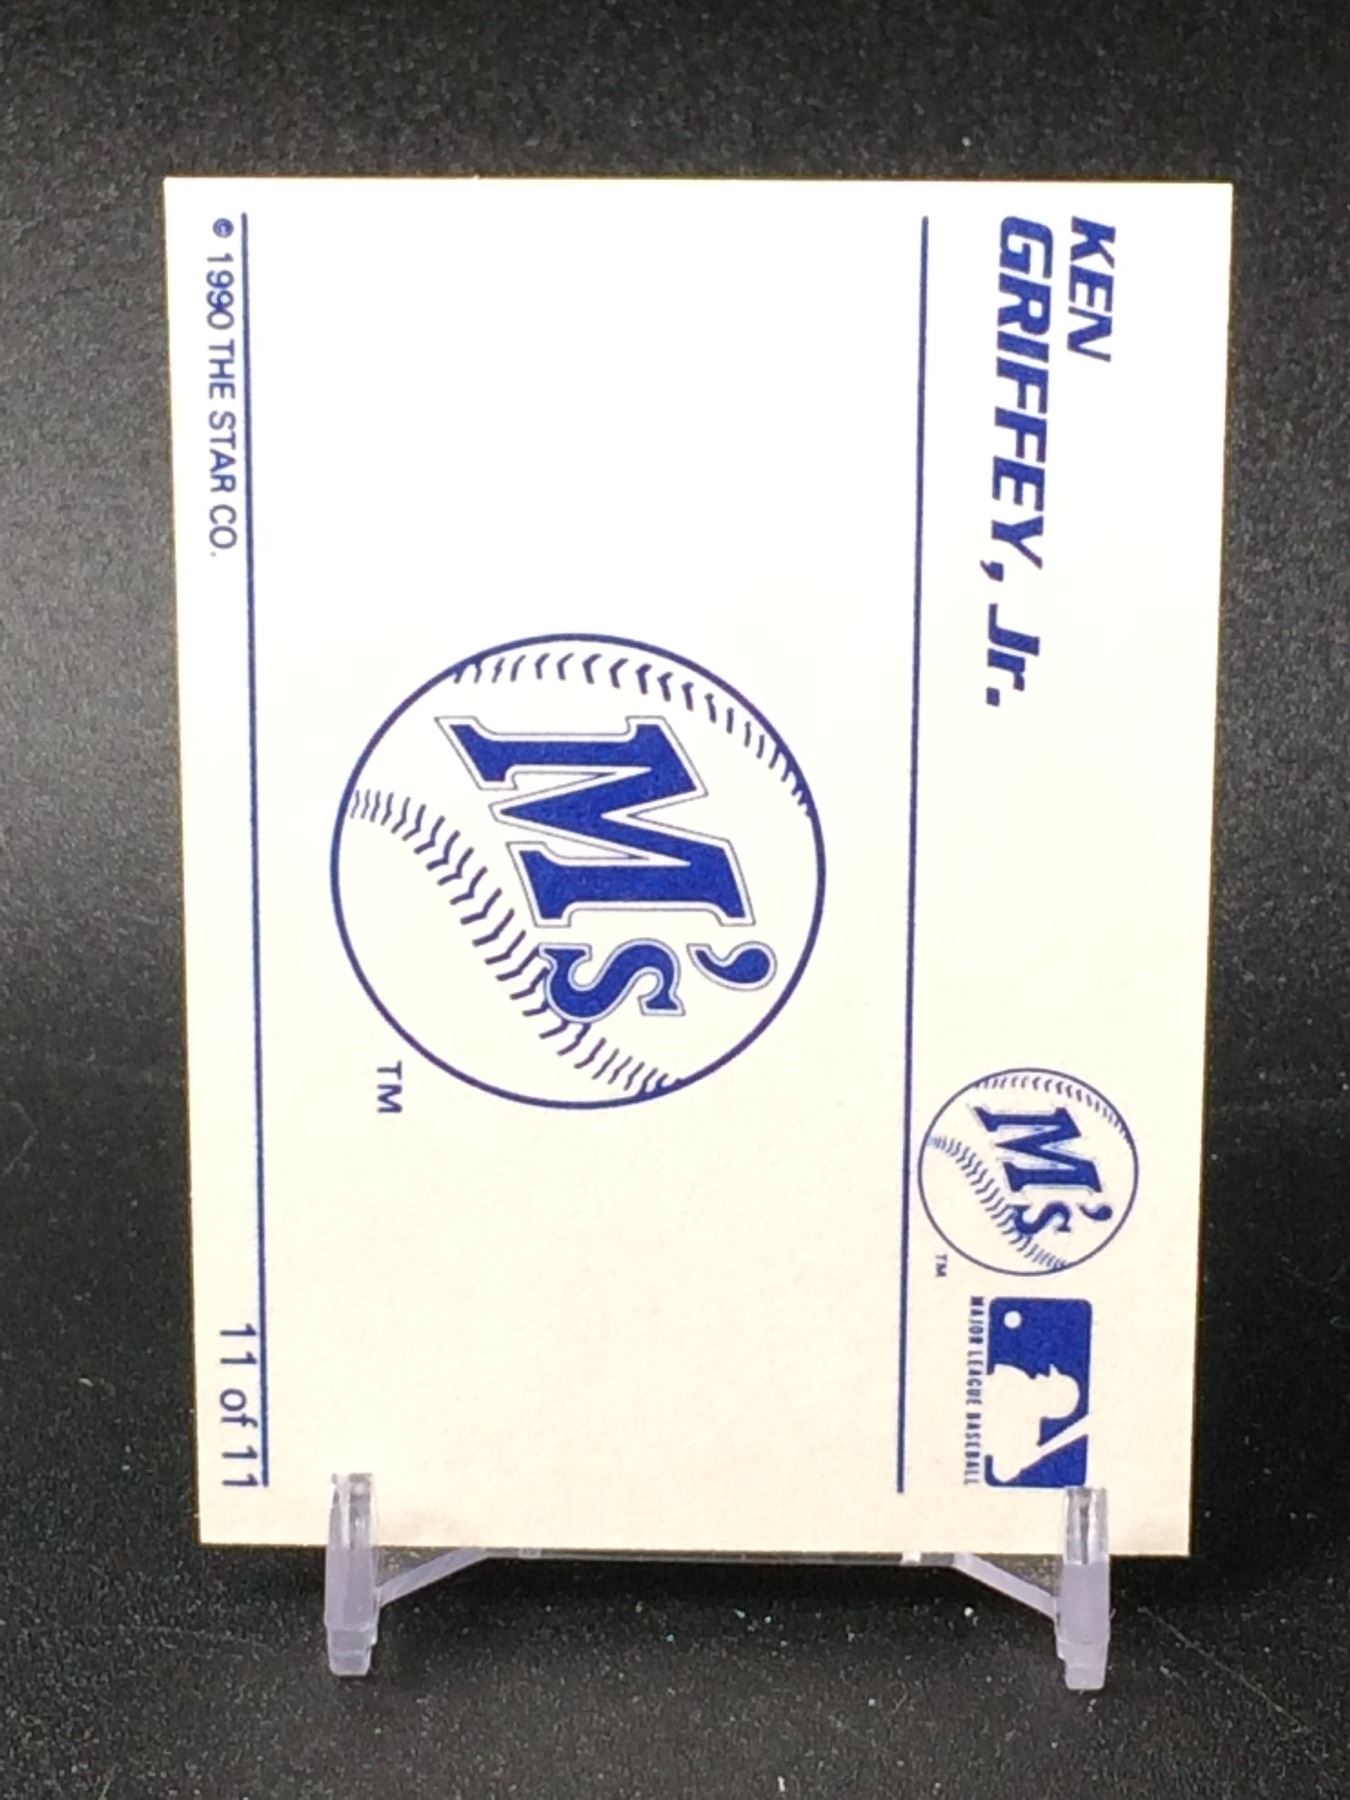 KEN
GRIFFEY, Jr.
M's
TM
MAJOR LEAGUE BASEBALL
M's
TM
© 1990 THE STAR CO.
11 of 11